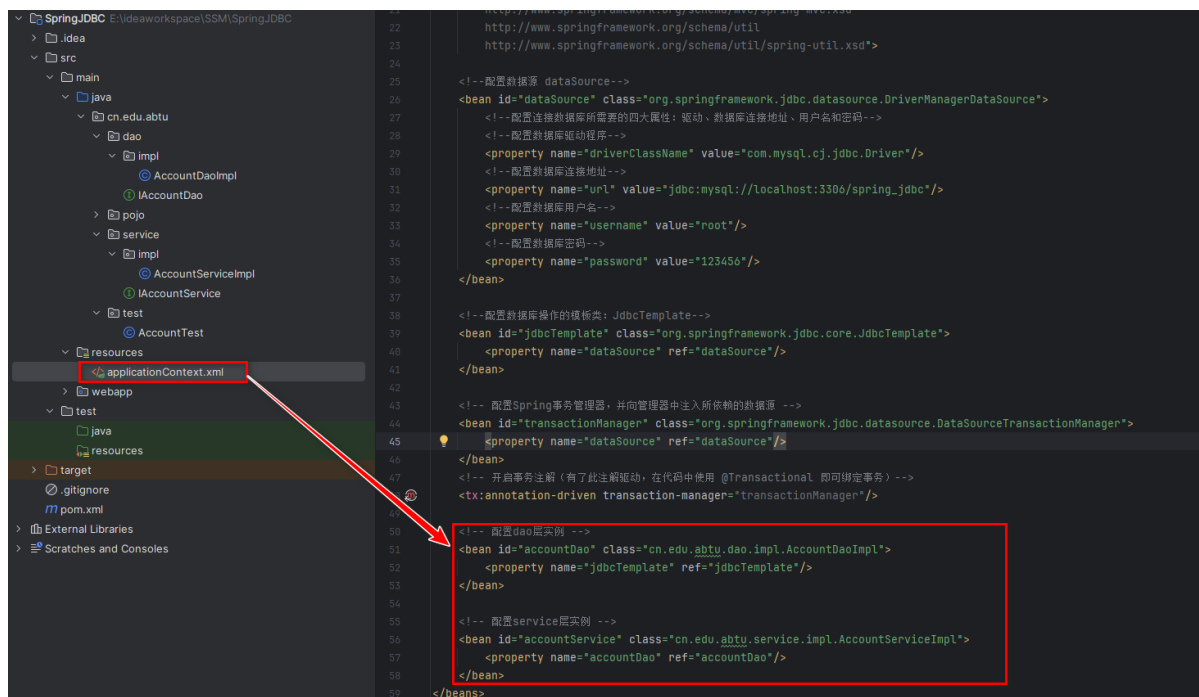 SpringJDBC E:\ideaworkspace\SSM\SpringJDBC
.idea
src
main
java
cn.edu.abtu
dao
impl
AccountDaoImpl
IAccountDao
pojo
service
impl
AccountServiceImpl
IAccountService
test
AccountTest
resources
applicationContext.xml
webapp
test
java
resources
target
.gitignore
pom.xml
External Libraries
Scratches and Consoles
21 http://www.springframework.org/schema/mvc/spring-mvc.xsd
22 http://www.springframework.org/schema/util
23 http://www.springframework.org/schema/util/spring-util.xsd">
24
25 <!--配置数据源 dataSource-->
26 <bean id="dataSource" class="org.springframework.jdbc.datasource.DriverManagerDataSource">
27 <!--配置连接数据库所需要的四大属性：驱动、数据库连接地址、用户名和密码-->
28 <!--配置数据库驱动程序-->
29 <property name="driverClassName" value="com.mysql.cj.jdbc.Driver"/>
30 <!--配置数据库连接地址-->
31 <property name="url" value="jdbc:mysql://localhost:3306/spring_jdbc"/>
32 <!--配置数据库用户名-->
33 <property name="username" value="root"/>
34 <!--配置数据库密码-->
35 <property name="password" value="123456"/>
36 </bean>
37
38 <!--配置数据库操作的模板类：JdbcTemplate-->
39 <bean id="jdbcTemplate" class="org.springframework.jdbc.core.JdbcTemplate">
40 <property name="dataSource" ref="dataSource"/>
41 </bean>
42
43 <!-- 配置Spring事务管理器，并向管理器中注入所依赖的数据源 -->
44 <bean id="transactionManager" class="org.springframework.jdbc.datasource.DataSourceTransactionManager">
45 <property name="dataSource" ref="dataSource"/>
46 </bean>
47 <!-- 开启事务注解（有了此注解驱动，在代码中使用 @Transactional 即可绑定事务）-->
<tx:annotation-driven transaction-manager="transactionManager"/>
49
50 <!-- 配置dao层实例 -->
51 <bean id="accountDao" class="cn.edu.abtu.dao.impl.AccountDaoImpl">
52 <property name="jdbcTemplate" ref="jdbcTemplate"/>
53 </bean>
54
55 <!-- 配置service层实例 -->
56 <bean id="accountService" class="cn.edu.abtu.service.impl.AccountServiceImpl">
57 <property name="accountDao" ref="accountDao"/>
58 </bean>
59 </beans>